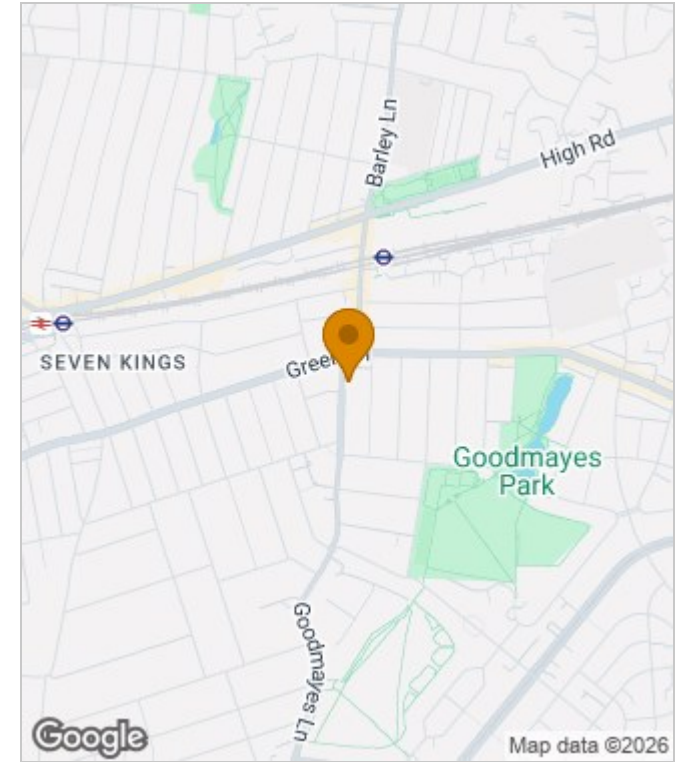 Barley Ln
High Rd
SEVEN KINGS
Goodmayes
Park
Goodmayes Ln
Google
Map data ©2026